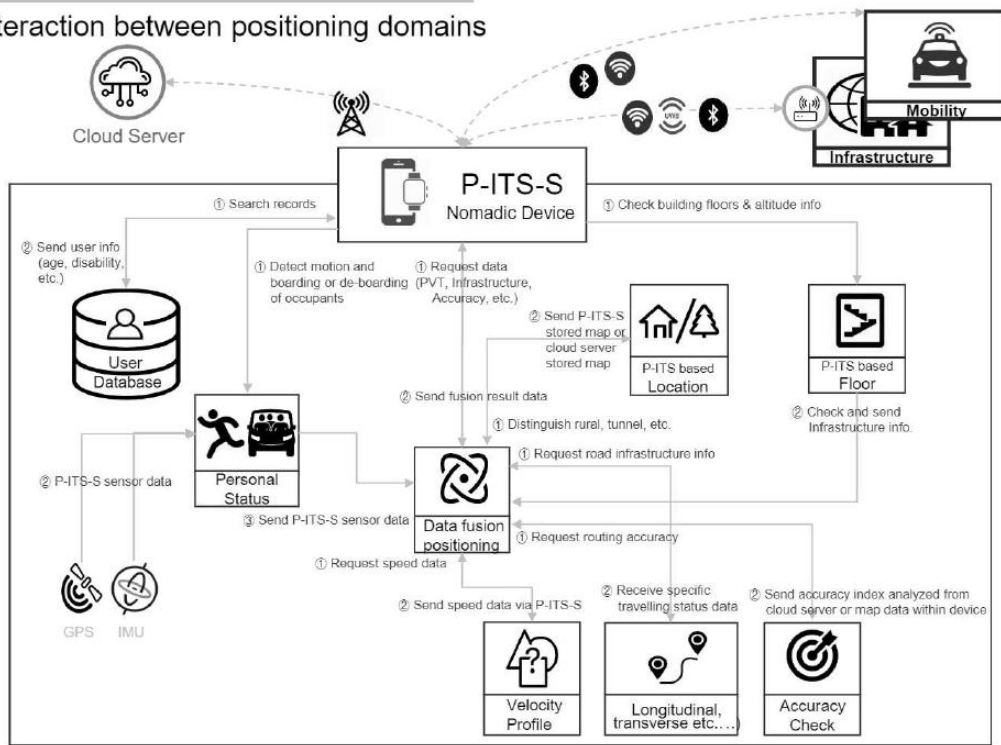 teraction between positioning domains
Cloud Server
UWB
Mobility
Infrastructure
P-ITS-S
Nomadic Device
① Search records
① Check building floors & altitude info
② Send user info
(age, disability,
etc.)
① Detect motion and
boarding or de-boarding
of occupants
① Request data
(PVT, Infrastructure,
Accuracy, etc.)
② Send P-ITS-S
stored map or
cloud server
stored map
User
Database
P-ITS based
Location
P-ITS based
Floor
② Send fusion result data
② Check and send
Infrastructure info.
① Distinguish rural, tunnel, etc.
① Request road infrastructure info
② P-ITS-S sensor data
Personal
Status
③ Send P-ITS-S sensor data
Data fusion
positioning
① Request routing accuracy
① Request speed data
② Send speed data via P-ITS-S
② Receive specific
travelling status data
② Send accuracy index analyzed from
cloud server or map data within device
GPS
IMU
?
Velocity
Profile
Longitudinal,
transverse etc....)
Accuracy
Check